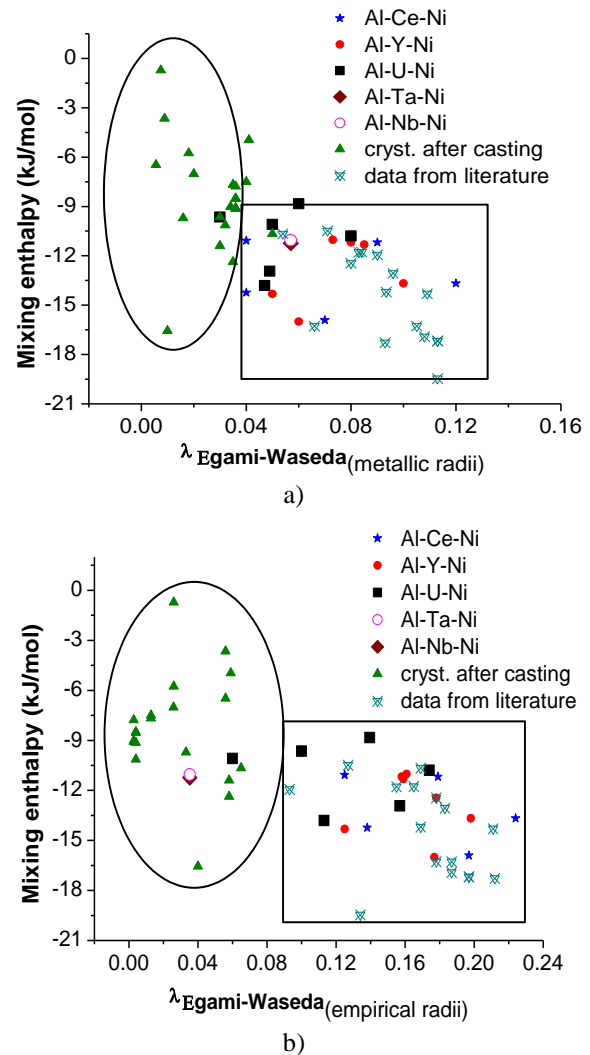 Al-Ce-Ni
Al-Y-Ni
Al-U-Ni
Al-Ta-Ni
Al-Nb-Ni
cryst. after casting
data from literature
Mixing enthalpy (kJ/mol)
0
-3
-6
-9
-12
-15
-18
-21
0.00 0.04 0.08 0.12 0.16
λ Egami-Waseda (metallic radii)
a)
Al-Ce-Ni
Al-Y-Ni
Al-U-Ni
Al-Ta-Ni
Al-Nb-Ni
cryst. after casting
data from literature
Mixing enthalpy (kJ/mol)
0
-3
-6
-9
-12
-15
-18
-21
0.00 0.04 0.08 0.12 0.16 0.20 0.24
λ Egami-Waseda (empirical radii)
b)